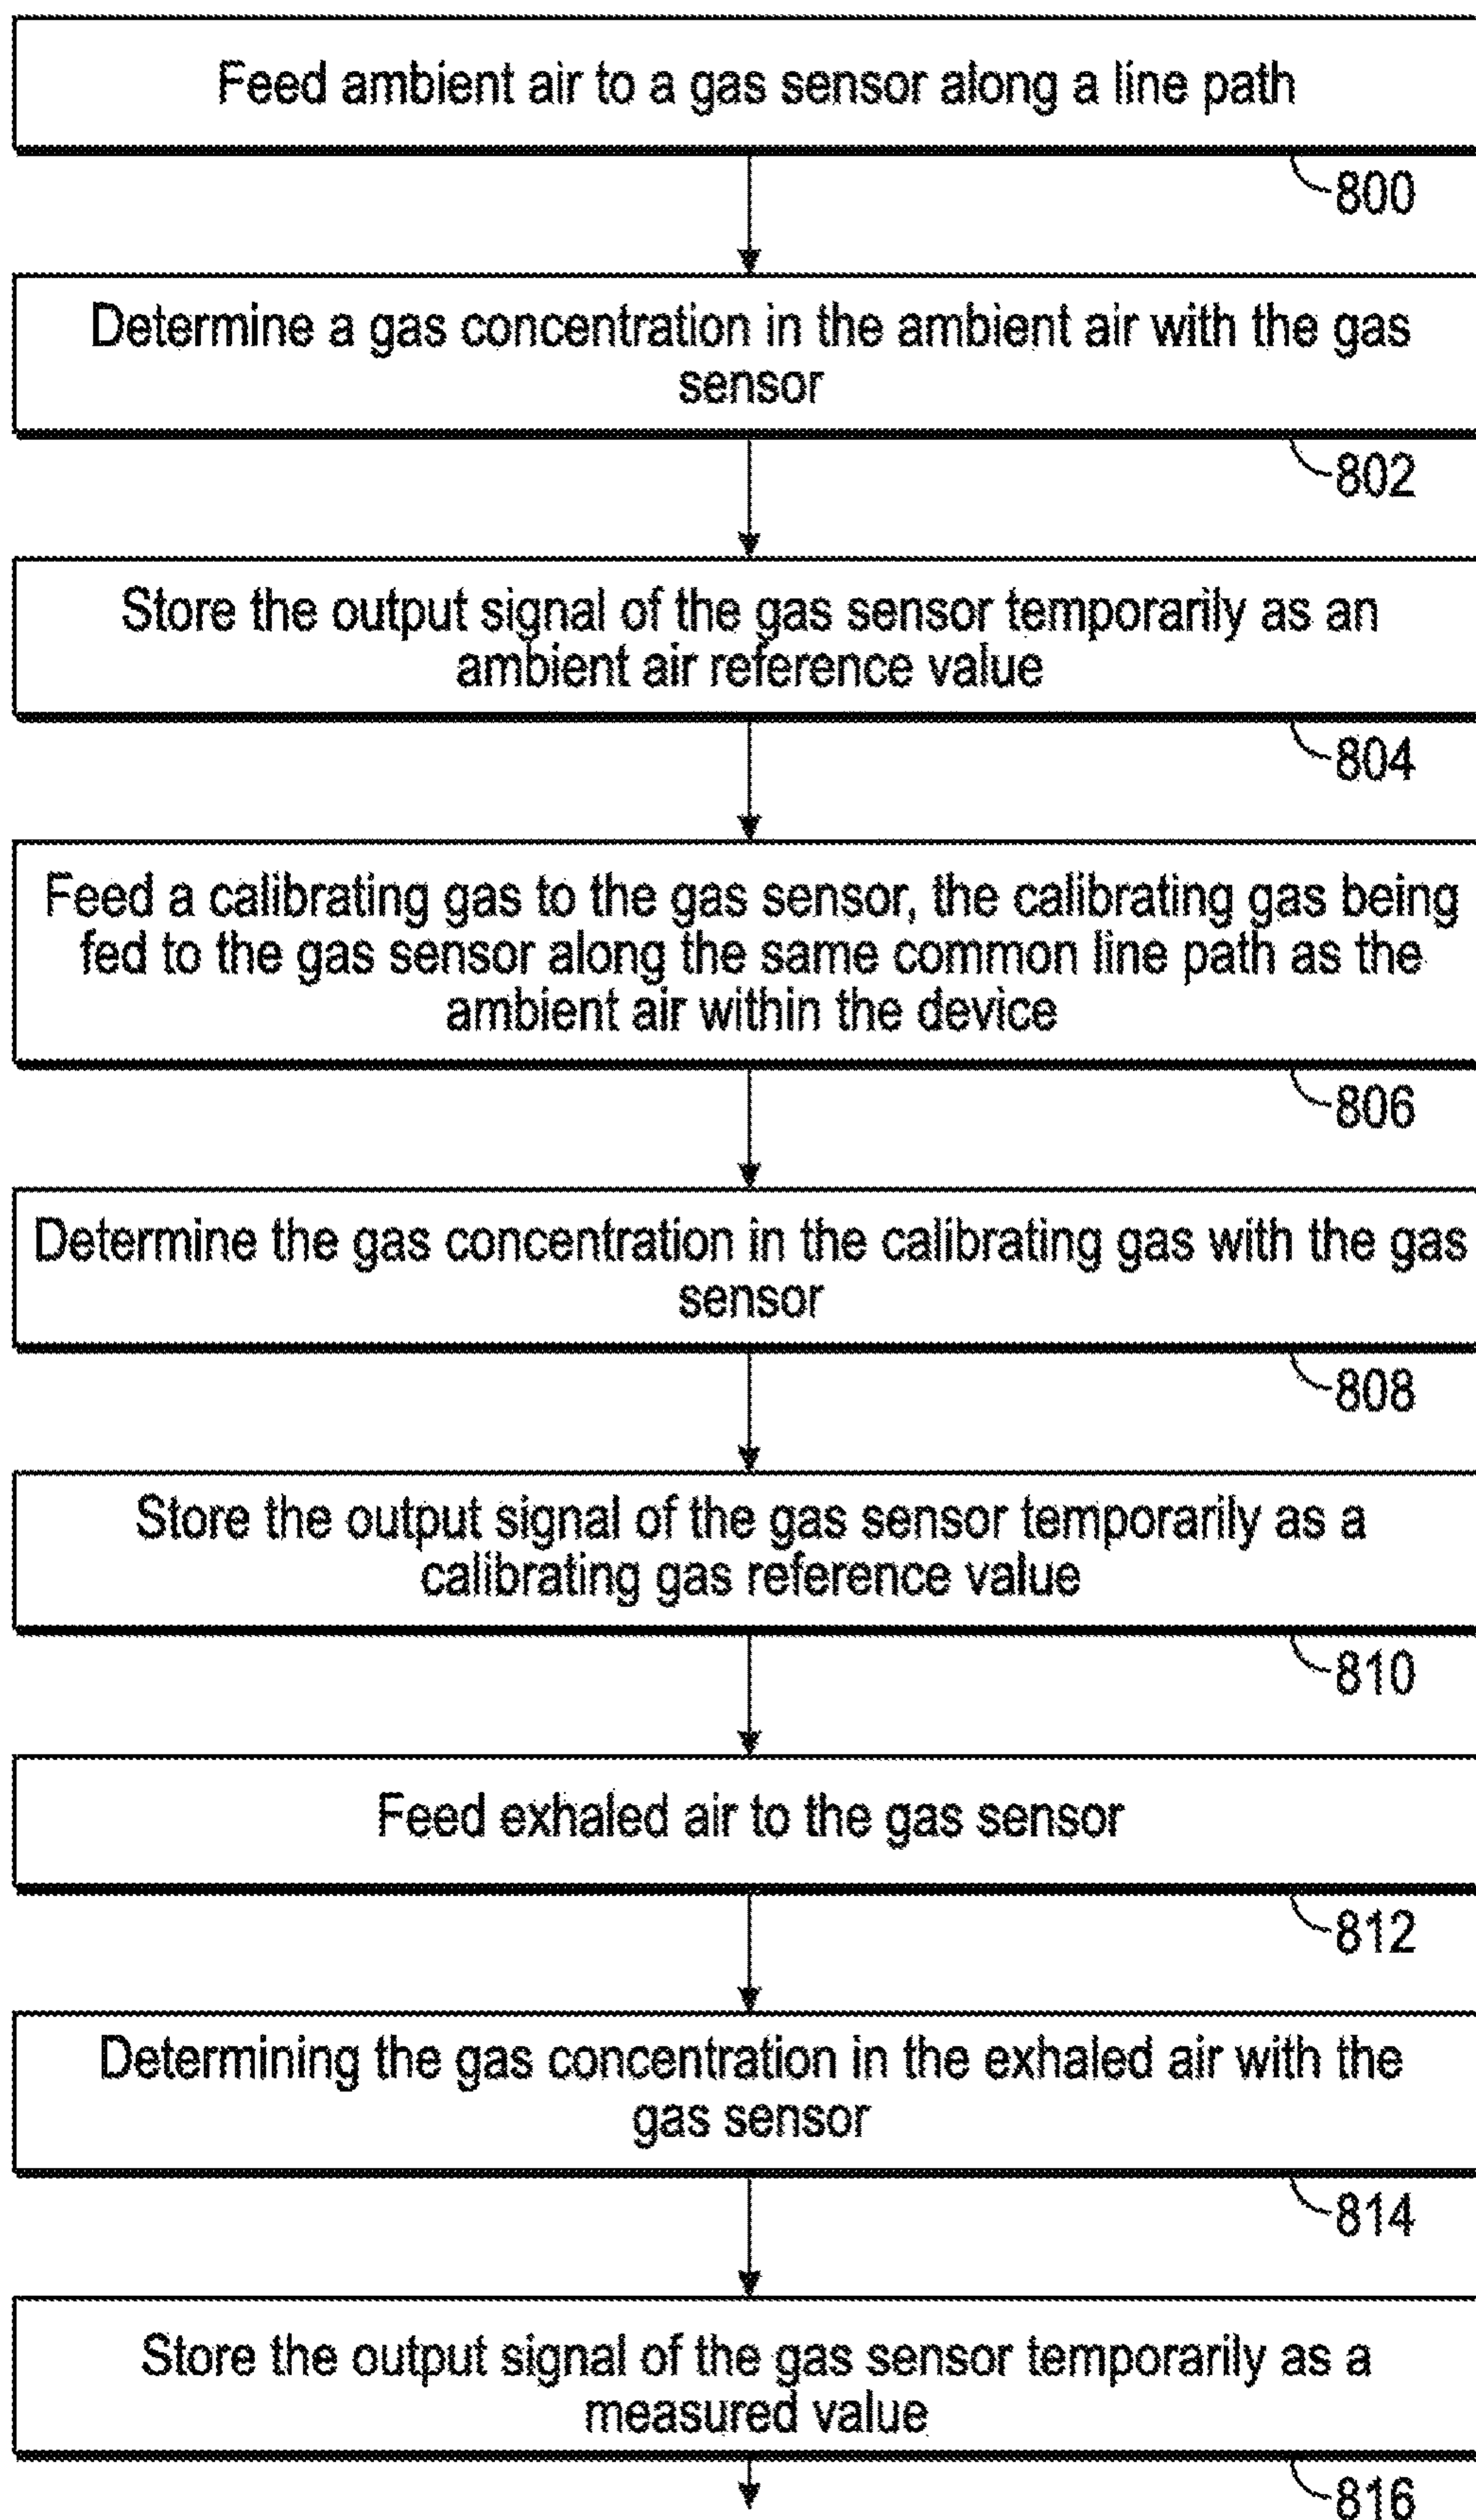 Feed ambient air to a gas sensor along a line path
800
Determine a gas concentration in the ambient air with the gas
sensor
802
Store the output signal of the gas sensor temporarily as an
ambient air reference value
804
Feed a calibrating gas to the gas sensor, the calibrating gas being
fed to the gas sensor along the same common line path as the
ambient air within the device
806
Determine the gas concentration in the calibrating gas with the gas
sensor
808
Store the output signal of the gas sensor temporarily as a
calibrating gas reference value
810
Feed exhaled air to the gas sensor
812
Determining the gas concentration in the exhaled air with the
gas sensor
814
Store the output signal of the gas sensor temporarily as a
measured value
816